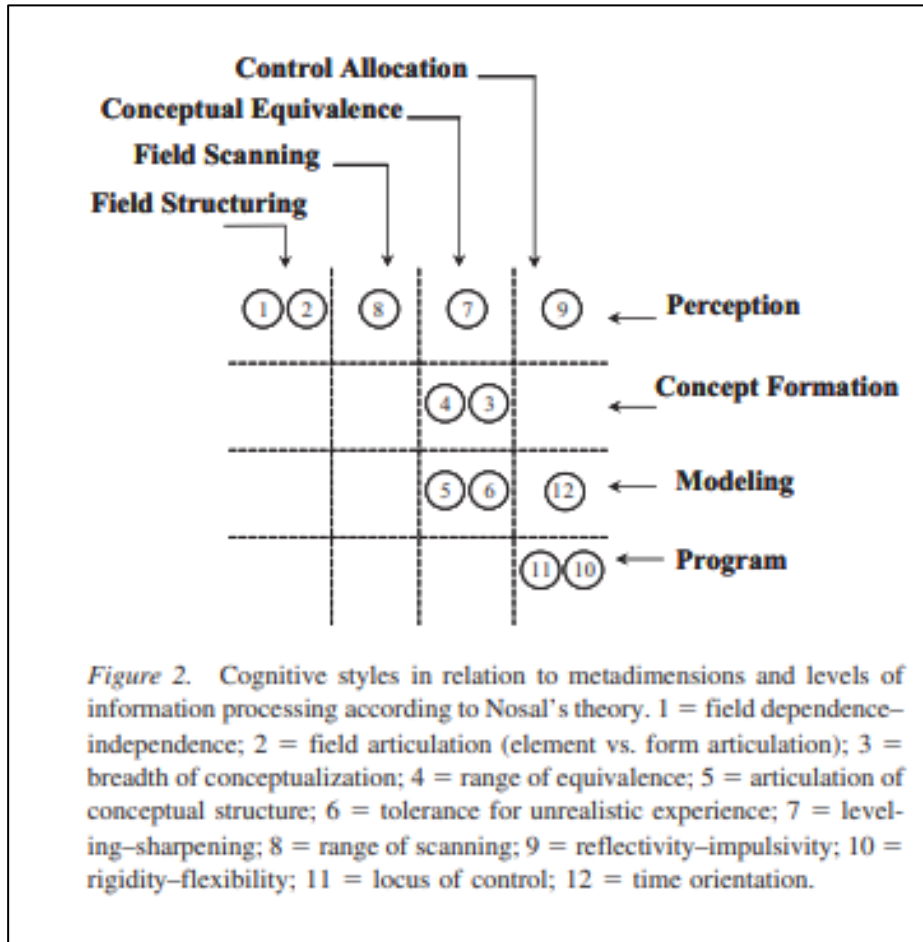 Control Allocation
Conceptual Equivalence
Field Scanning
Field Structuring
1 2 8 7 9 Perception
4 3 Concept Formation
5 6 12 Modeling
11 10 Program
Figure 2. Cognitive styles in relation to metadimensions and levels of
information processing according to Nosal's theory. 1 = field dependence–
independence; 2 = field articulation (element vs. form articulation); 3 =
breadth of conceptualization; 4 = range of equivalence; 5 = articulation of
conceptual structure; 6 = tolerance for unrealistic experience; 7 = level-
ing–sharpening; 8 = range of scanning; 9 = reflectivity–impulsivity; 10 =
rigidity–flexibility; 11 = locus of control; 12 = time orientation.